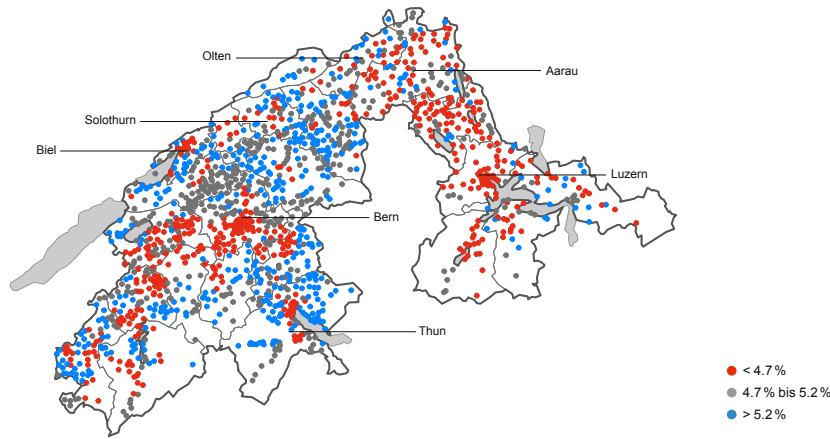 Olten
Aarau
Solothurn
Biel
Luzern
Bern
Thun
< 4.7 %
4.7 % bis 5.2 %
> 5.2 %